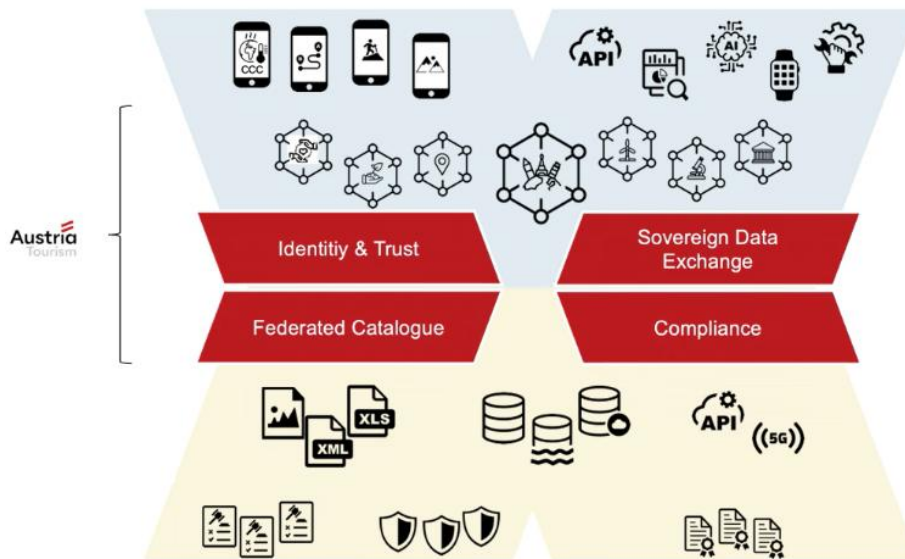 CCC
API
AI
Austria
Tourism
Identitiy & Trust
Sovereign Data
Exchange
Federated Catalogue
Compliance
XLS
XML
API
5G